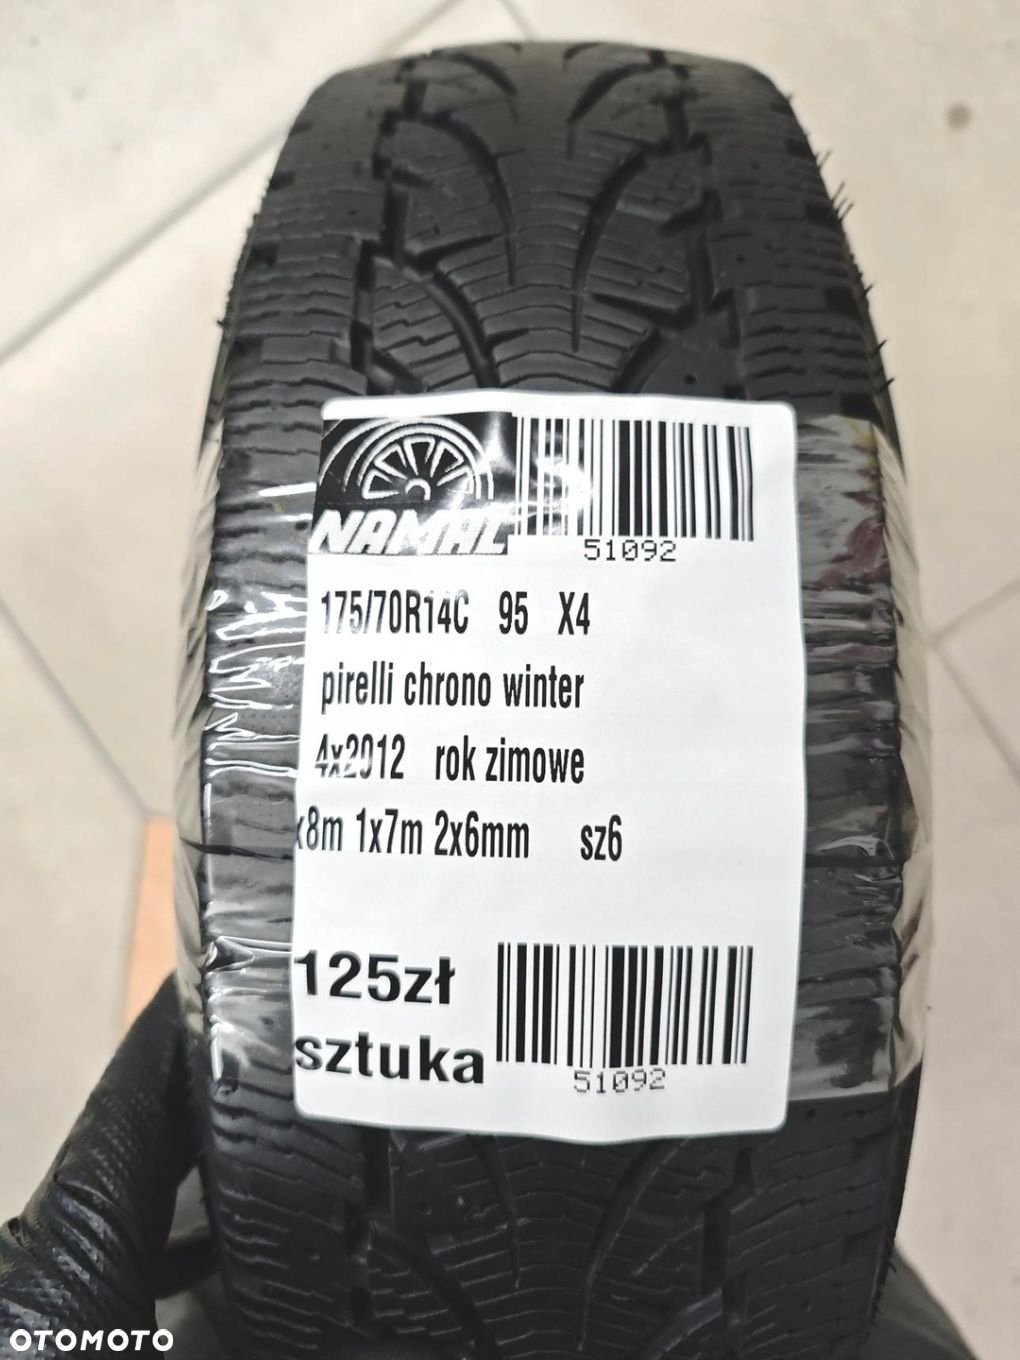 NAMAL
51092
175/70R14C 95 X4
pirelli chrono winter
4x2012 rok zimowe
x8m 1x7m 2x6mm sz6
125zł
sztuka
51092
OTOMOTO